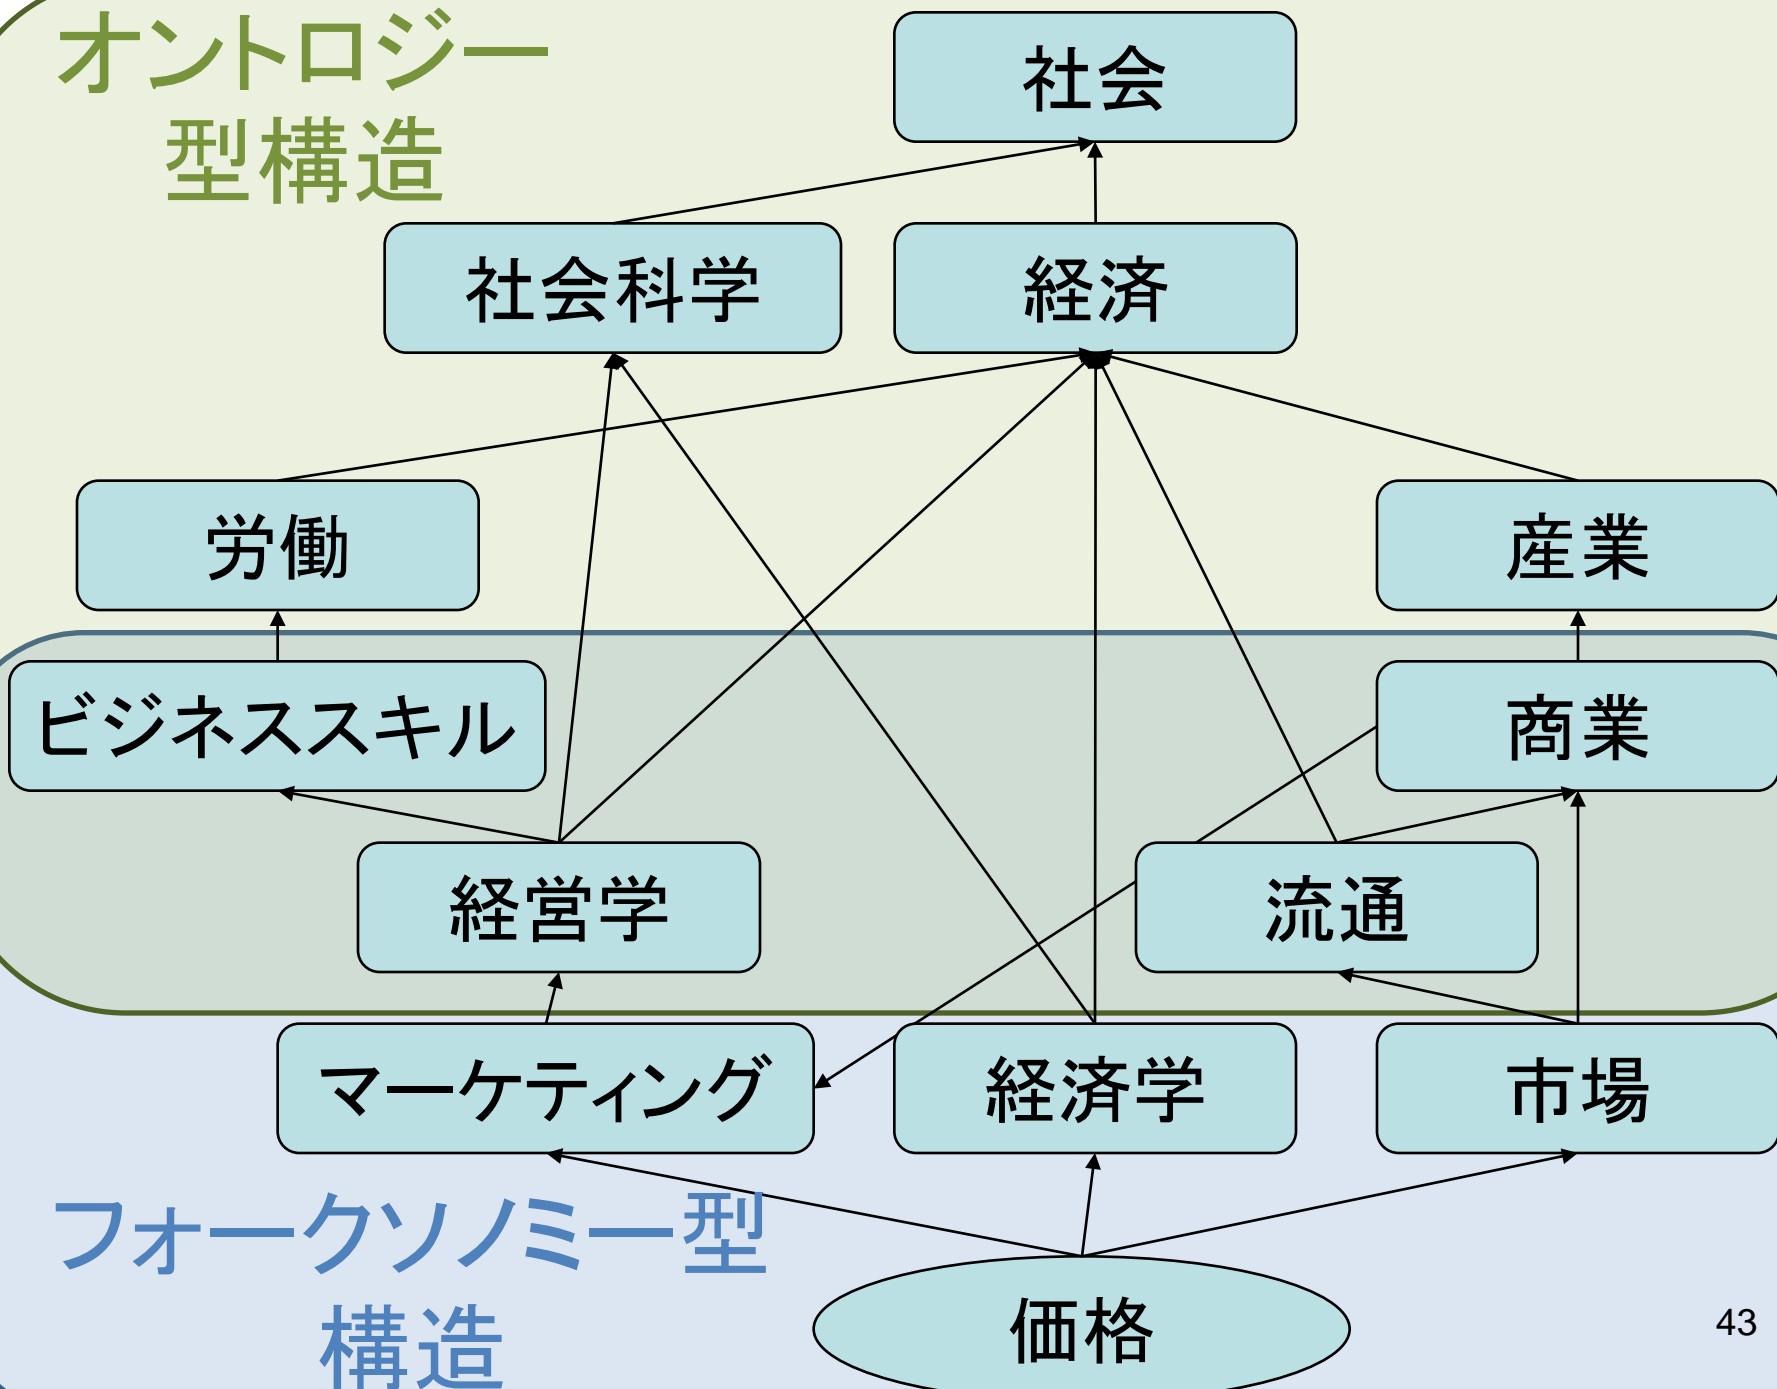 オントロジー
型構造
社会
社会科学
経済
労働
産業
ビジネススキル
商業
経営学
流通
マーケティング
経済学
市場
フォークソノミー型
構造
価格
43